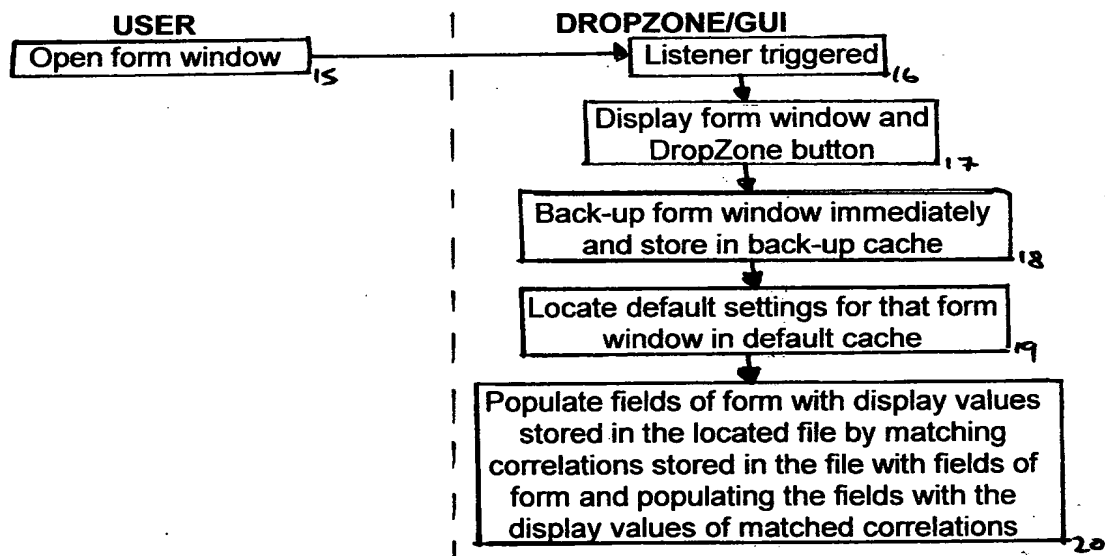 USER
DROPZONE/GUI
Open form window
15
Listener triggered
16
Display form window and
DropZone button
17
Back-up form window immediately
and store in back-up cache
18
Locate default settings for that form
window in default cache
19
Populate fields of form with display values
stored in the located file by matching
correlations stored in the file with fields of
form and populating the fields with the
display values of matched correlations
20